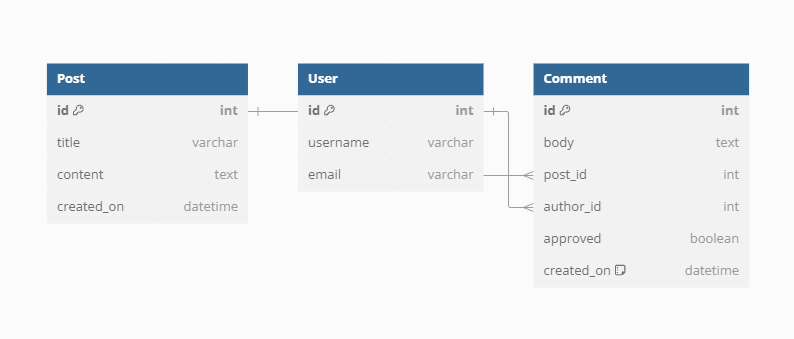 Post
id int
title varchar
content text
created_on datetime
User
id int
username varchar
email varchar
Comment
id int
body text
post_id int
author_id int
approved boolean
created_on datetime